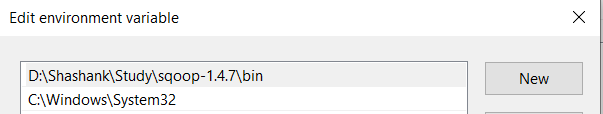 Edit environment variable
D:\Shashank\Study\sqoop-1.4.7\bin
New
C:\Windows\System32